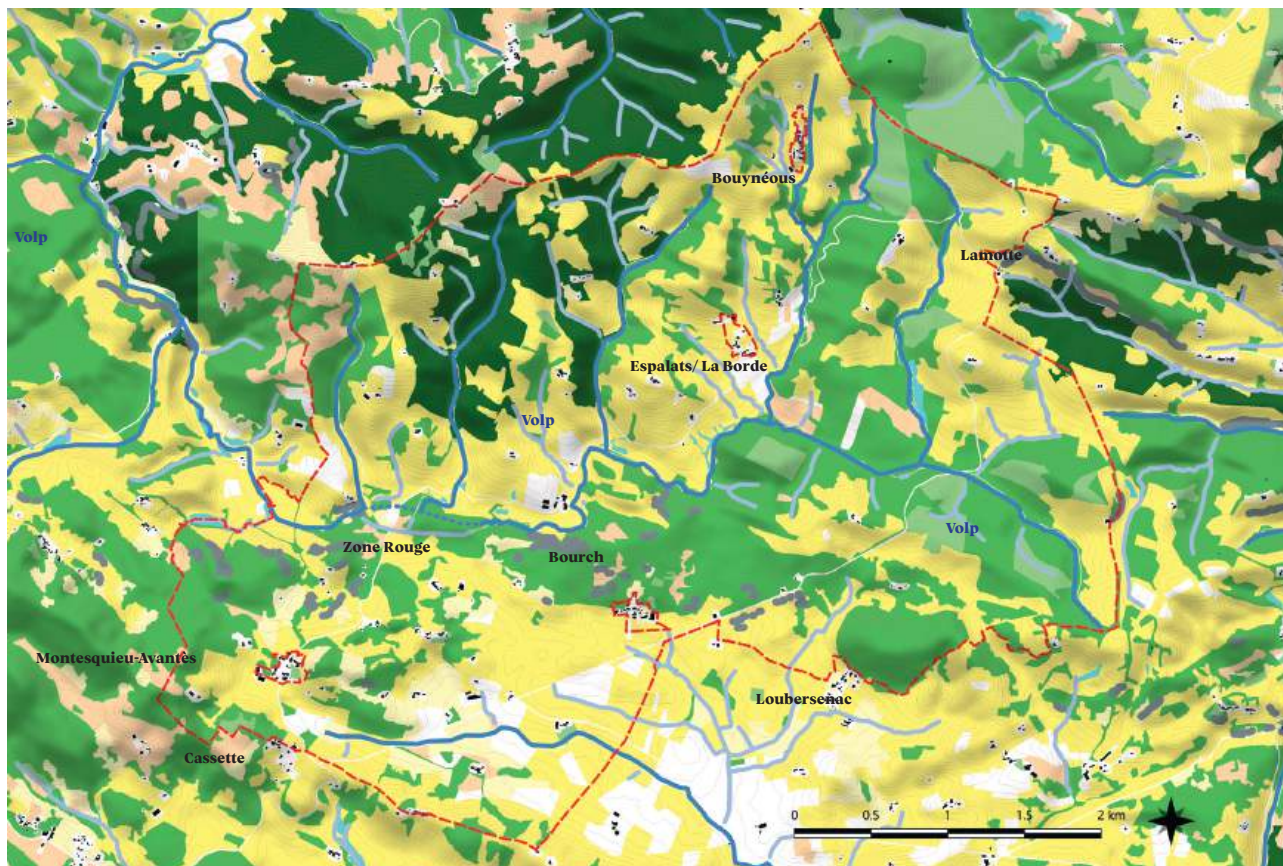 Bouynéous
Volp
Lamotte
Espalats/ La Borde
Volp
Volp
Zone Rouge
Bourch
Montesquieu-Avantès
Loubersenac
Cassette
0 0.5 1 1.5 2 km